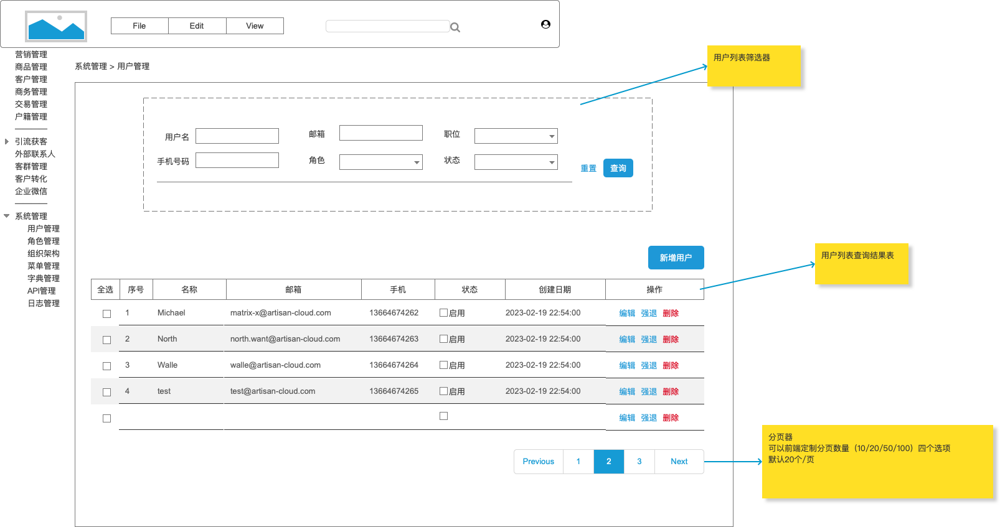 File Edit View
营销管理
商品管理
客户管理
商务管理
交易管理
户籍管理
引流获客
外部联系人
客群管理
客户转化
企业微信
系统管理
用户管理
角色管理
组织架构
菜单管理
字典管理
API管理
日志管理
系统管理 > 用户管理
用户列表筛选器
用户名 邮箱 职位
手机号码 角色 状态
重置 查询
新增用户
用户列表查询结果表
全选 序号 名称 邮箱 手机 状态 创建日期 操作
1 Michael matrix-x@artisan-cloud.com 13664674262 启用 2023-02-19 22:54:00 编辑 强退 删除
2 North north.want@artisan-cloud.com 13664674263 启用 2023-02-19 22:54:00 编辑 强退 删除
3 Walle walle@artisan-cloud.com 13664674264 启用 2023-02-19 22:54:00 编辑 强退 删除
4 test test@artisan-cloud.com 13664674265 启用 2023-02-19 22:54:00 编辑 强退 删除
编辑 强退 删除
Previous 1 2 3 Next
分页器
可以前端定制分页数量（10/20/50/100）四个选项
默认20个/页